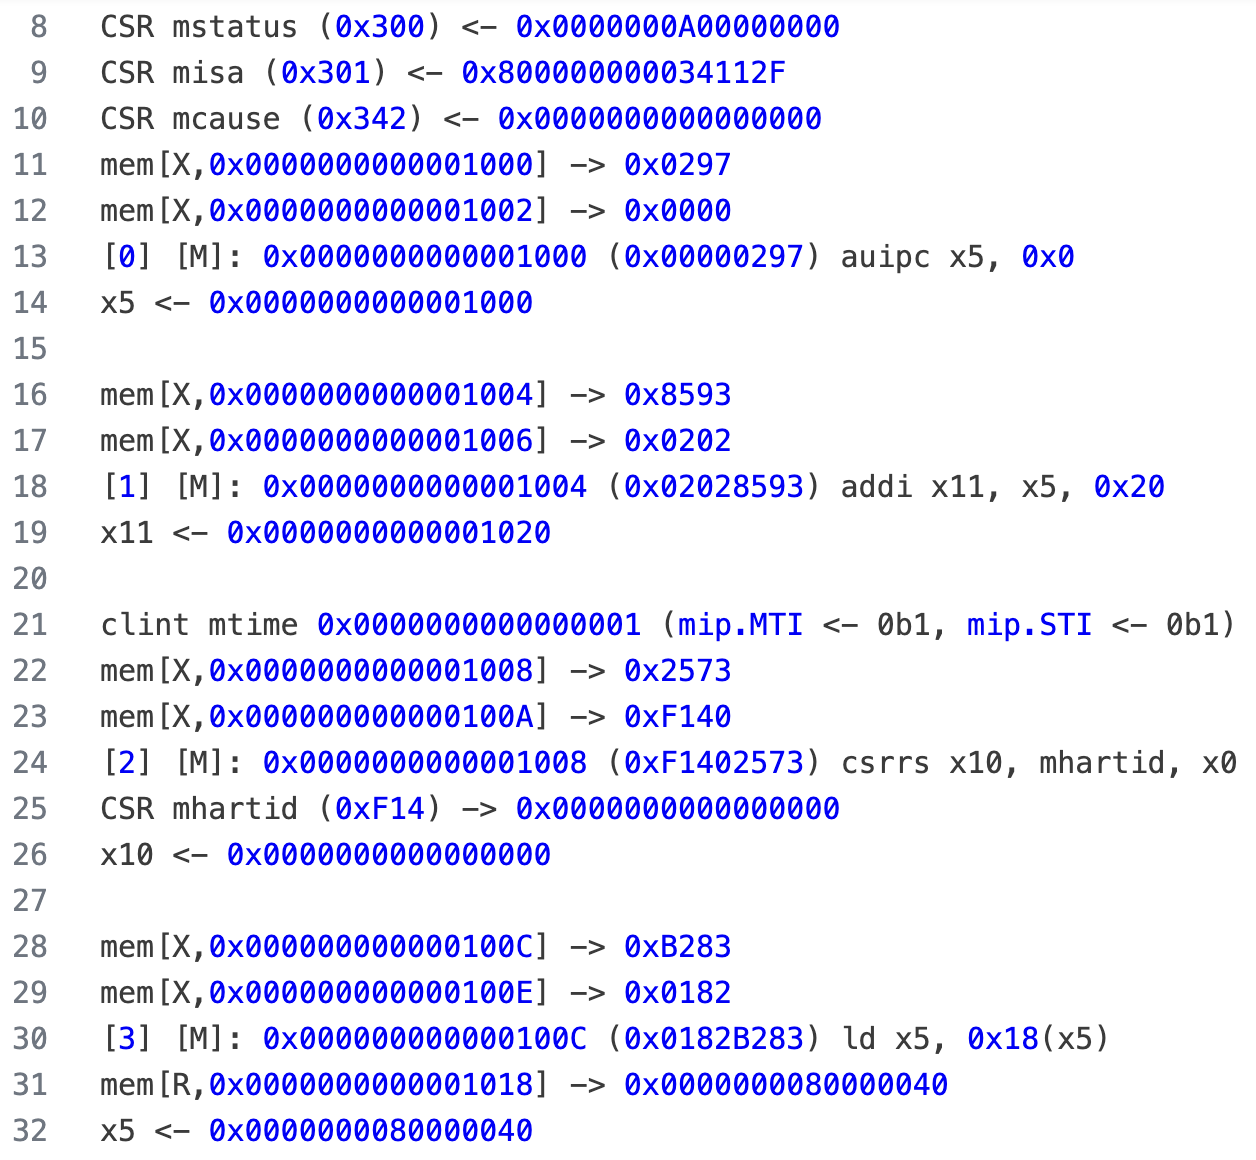 8 CSR mstatus (0x300) <- 0x0000000A00000000
9 CSR misa (0x301) <- 0x800000000034112F
10 CSR mcause (0x342) <- 0x0000000000000000
11 mem[X,0x0000000000001000] -> 0x0297
12 mem[X,0x0000000000001002] -> 0x0000
13 [0] [M]: 0x0000000000001000 (0x00000297) auipc x5, 0x0
14 x5 <- 0x0000000000001000
15
16 mem[X,0x0000000000001004] -> 0x8593
17 mem[X,0x0000000000001006] -> 0x0202
18 [1] [M]: 0x0000000000001004 (0x02028593) addi x11, x5, 0x20
19 x11 <- 0x0000000000001020
20
21 clint mtime 0x0000000000000001 (mip.MTI <- 0b1, mip.STI <- 0b1)
22 mem[X,0x0000000000001008] -> 0x2573
23 mem[X,0x000000000000100A] -> 0xF140
24 [2] [M]: 0x0000000000001008 (0xF1402573) csrrs x10, mhartid, x0
25 CSR mhartid (0xF14) -> 0x0000000000000000
26 x10 <- 0x0000000000000000
27
28 mem[X,0x000000000000100C] -> 0xB283
29 mem[X,0x000000000000100E] -> 0x0182
30 [3] [M]: 0x000000000000100C (0x0182B283) ld x5, 0x18(x5)
31 mem[R,0x0000000000001018] -> 0x0000000080000040
32 x5 <- 0x0000000080000040